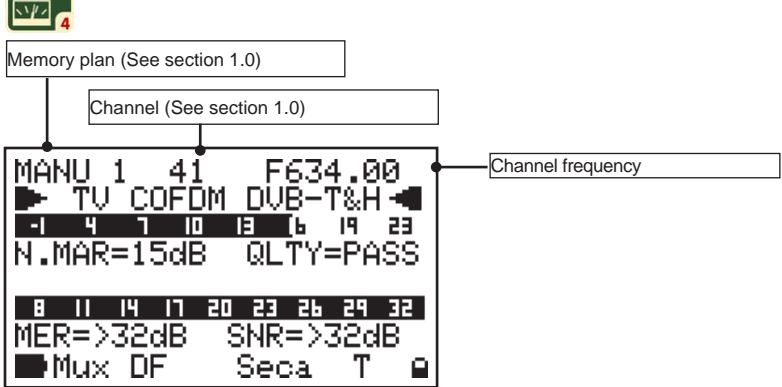 4
Memory plan (See section 1.0)
Channel (See section 1.0)
MANU 1 41 F634.00
Channel frequency
TV COFDM DVB-T&H
-1 4 7 10 13 16 19 23
N.MAR=15dB QLTY=PASS
8 11 14 17 20 23 26 29 32
MER=>32dB SNR=>32dB
Mux DF Seca T